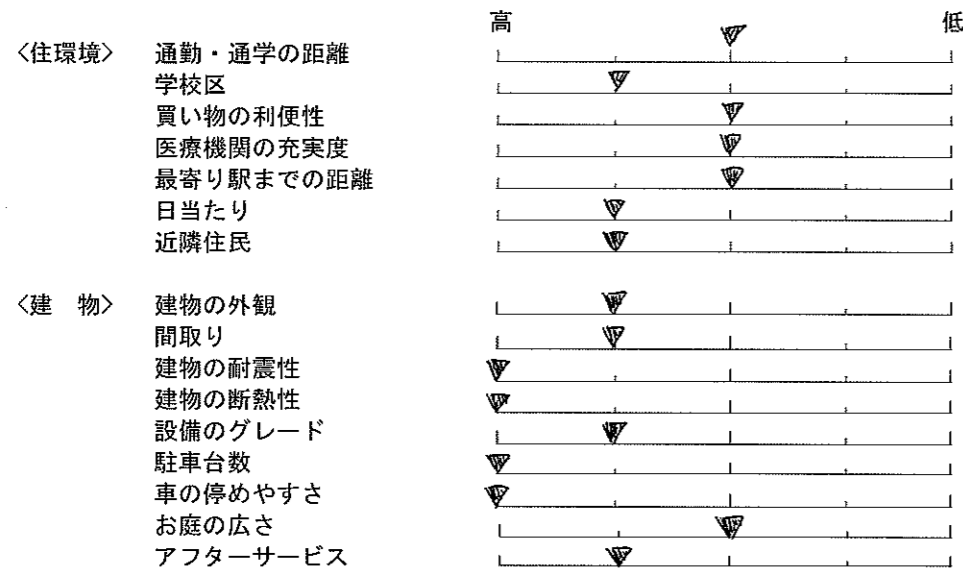 高 低
〈住環境〉 通勤・通学の距離
学校区
買い物の利便性
医療機関の充実度
最寄り駅までの距離
日当たり
近隣住民
〈建 物〉 建物の外観
間取り
建物の耐震性
建物の断熱性
設備のグレード
駐車台数
車の停めやすさ
お庭の広さ
アフターサービス